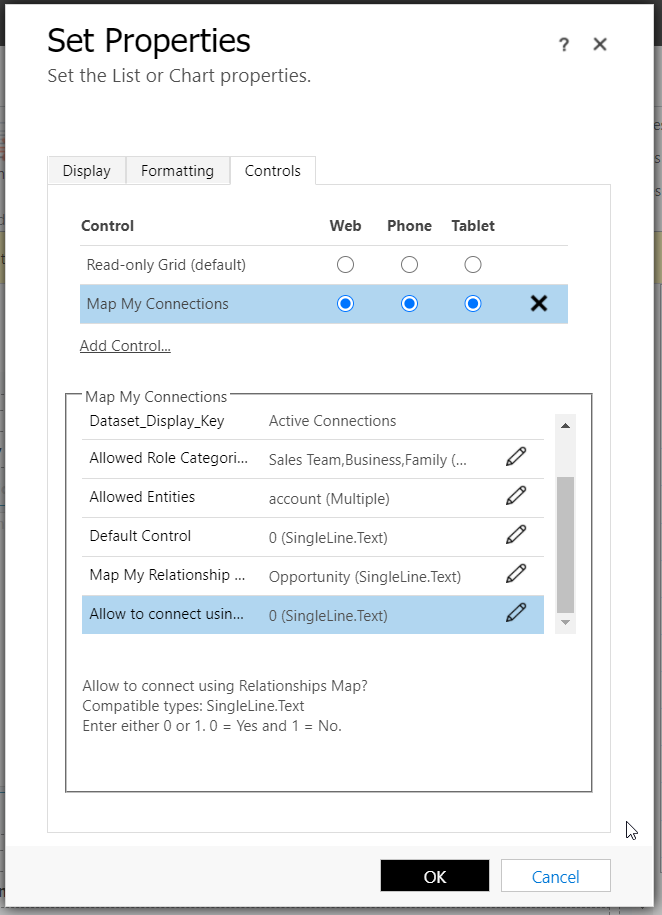 Set Properties
? ✕
Set the List or Chart properties.
Display Formatting Controls
Control Web Phone Tablet
Read-only Grid (default)
Map My Connections
Add Control...
Map My Connections
Dataset_Display_Key Active Connections
Allowed Role Categori... Sales Team,Business,Family (...
Allowed Entities account (Multiple)
Default Control 0 (SingleLine.Text)
Map My Relationship ... Opportunity (SingleLine.Text)
Allow to connect usin... 0 (SingleLine.Text)
Allow to connect using Relationships Map?
Compatible types: SingleLine.Text
Enter either 0 or 1. 0 = Yes and 1 = No.
OK Cancel